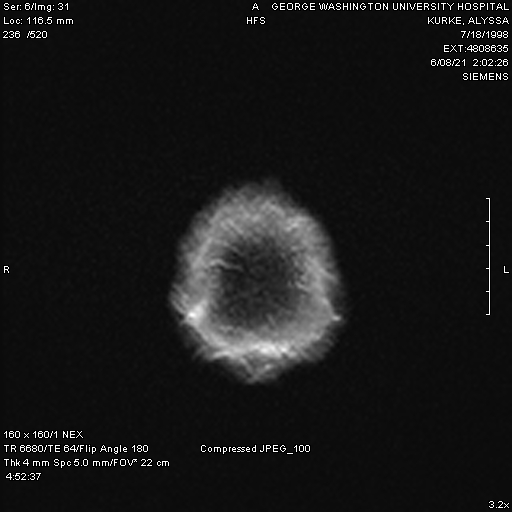 Ser: 6/Img: 31
Loc: 116.5 mm
236 /520
A
HFS
GEORGE WASHINGTON UNIVERSITY HOSPITAL
KURKE, ALYSSA
7/18/1998
EXT:4808635
6/08/21 2:02:26
SIEMENS
R
L
160 x 160/1 NEX
TR 6680/TE 64/Flip Angle 180
Thk 4 mm Spc 5.0 mm/FOV* 22 cm
4:52:37
Compressed JPEG_100
3.2x